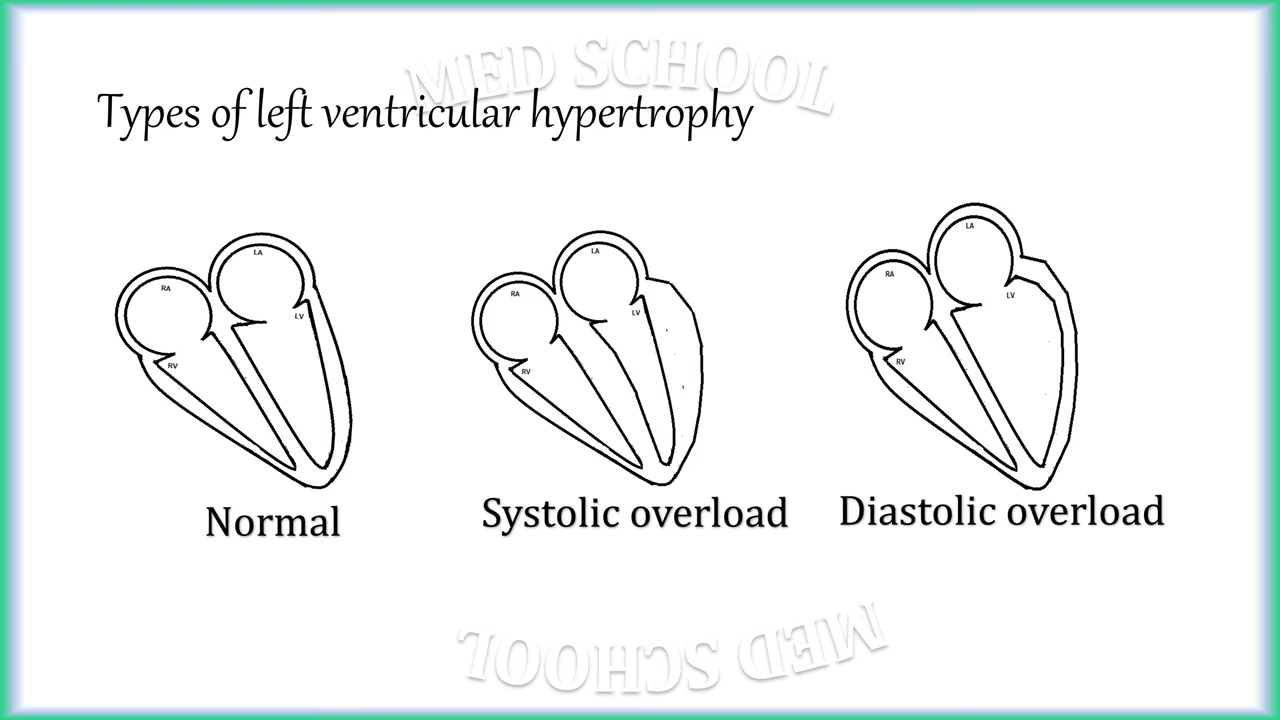 MED SCHOOL
Types of left ventricular hypertrophy
LA
RA
LV
RV
LA
RA
LV
RV
LA
RA
LV
RV
Normal
Systolic overload
Diastolic overload
MED SCHOOL